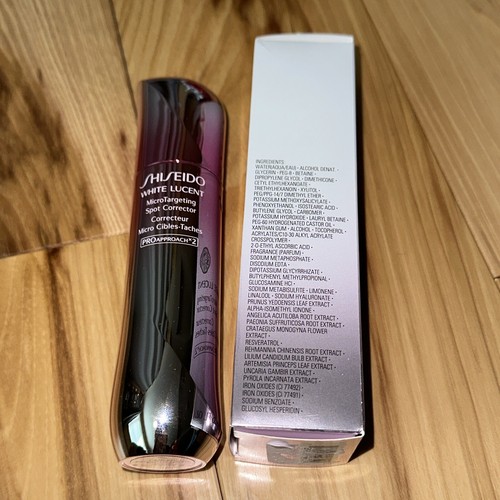 SHISEIDO
WHITE LUCENT
MicroTargeting
Spot Corrector
Correcteur
Micro Cibles-Taches
PRO APPROACH*2
INGREDIENTS:
WATER(AQUA/EAU)・ALCOHOL DENAT.・
GLYCERIN・PEG-8・BETAINE・
DIPROPYLENE GLYCOL・DIMETHICONE・
CETYL ETHYLHEXANOATE・
TRIETHYLHEXANOIN・XYLITOL・
PEG/PPG-14/7 DIMETHYL ETHER・
POTASSIUM METHOXYSALICYLATE・
PHENOXYETHANOL・ISOSTEARIC ACID・
BUTYLENE GLYCOL・CARBOMER・
POTASSIUM HYDROXIDE・LAURYL BETAINE・
PEG-60 HYDROGENATED CASTOR OIL・
XANTHAN GUM・ALCOHOL・TOCOPHEROL・
ACRYLATES/C10-30 ALKYL ACRYLATE
CROSSPOLYMER・
2-O-ETHYL ASCORBIC ACID・
FRAGRANCE (PARFUM)・
SODIUM METAPHOSPHATE・
DISODIUM EDTA・
DIPOTASSIUM GLYCYRRHIZATE・
BUTYLPHENYL METHYLPROPIONAL・
GLUCOSAMINE HCl・
SODIUM METABISULFITE・LIMONENE・
LINALOOL・SODIUM HYALURONATE・
PRUNUS YEDOENSIS LEAF EXTRACT・
ALPHA-ISOMETHYL IONONE・
ANGELICA ACUTILOBA ROOT EXTRACT・
PAEONIA SUFFRUTICOSA ROOT EXTRACT・
CRATAEGUS MONOGYNA FLOWER
EXTRACT・
RESVERATROL・
REHMANNIA CHINENSIS ROOT EXTRACT・
LILIUM CANDIDUM BULB EXTRACT・
ARTEMISIA PRINCEPS LEAF EXTRACT・
UNCARIA GAMBIR EXTRACT・
PYROLA INCARNATA EXTRACT・
IRON OXIDES (CI 77492)・
IRON OXIDES (CI 77491)・
SODIUM BENZOATE・
GLUCOSYL HESPERIDIN・